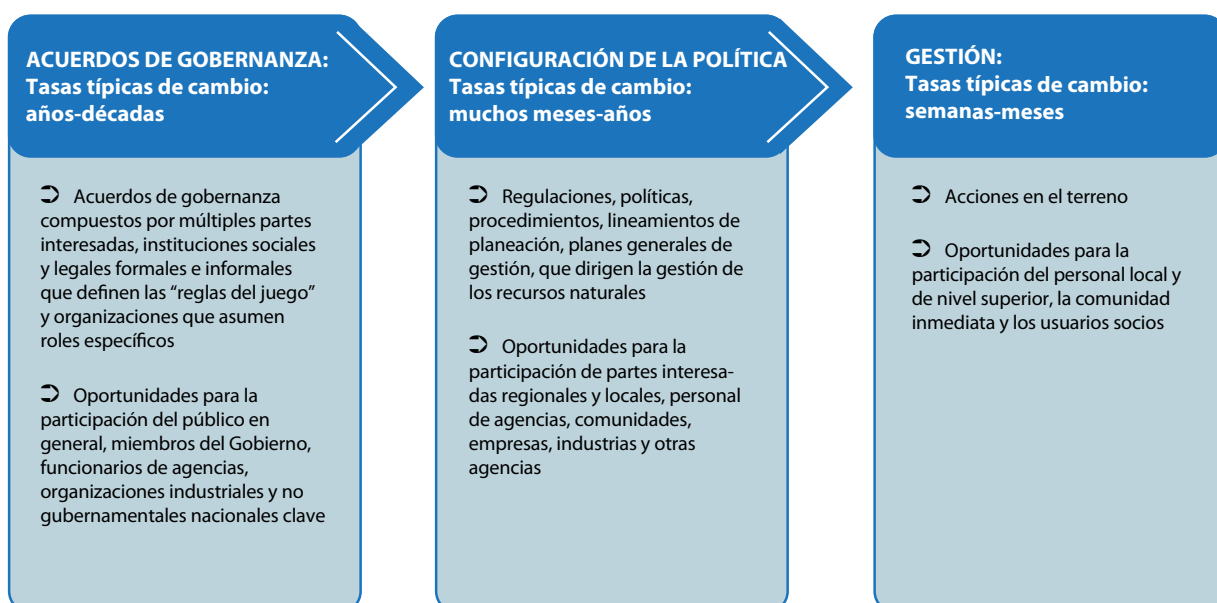 ACUERDOS DE GOBERNANZA:
Tasas típicas de cambio:
años-décadas
➲ Acuerdos de gobernanza
compuestos por múltiples partes
interesadas, instituciones sociales
y legales formales e informales
que definen las “reglas del juego”
y organizaciones que asumen
roles específicos
➲ Oportunidades para la
participación del público en
general, miembros del Gobierno,
funcionarios de agencias,
organizaciones industriales y no
gubernamentales nacionales clave
CONFIGURACIÓN DE LA POLÍTICA
Tasas típicas de cambio:
muchos meses-años
➲ Regulaciones, políticas,
procedimientos, lineamientos de
planeación, planes generales de
gestión, que dirigen la gestión de
los recursos naturales
➲ Oportunidades para la
participación de partes interesa-
das regionales y locales, personal
de agencias, comunidades,
empresas, industrias y otras
agencias
GESTIÓN:
Tasas típicas de cambio:
semanas-meses
➲ Acciones en el terreno
➲ Oportunidades para la
participación del personal local y
de nivel superior, la comunidad
inmediata y los usuarios socios